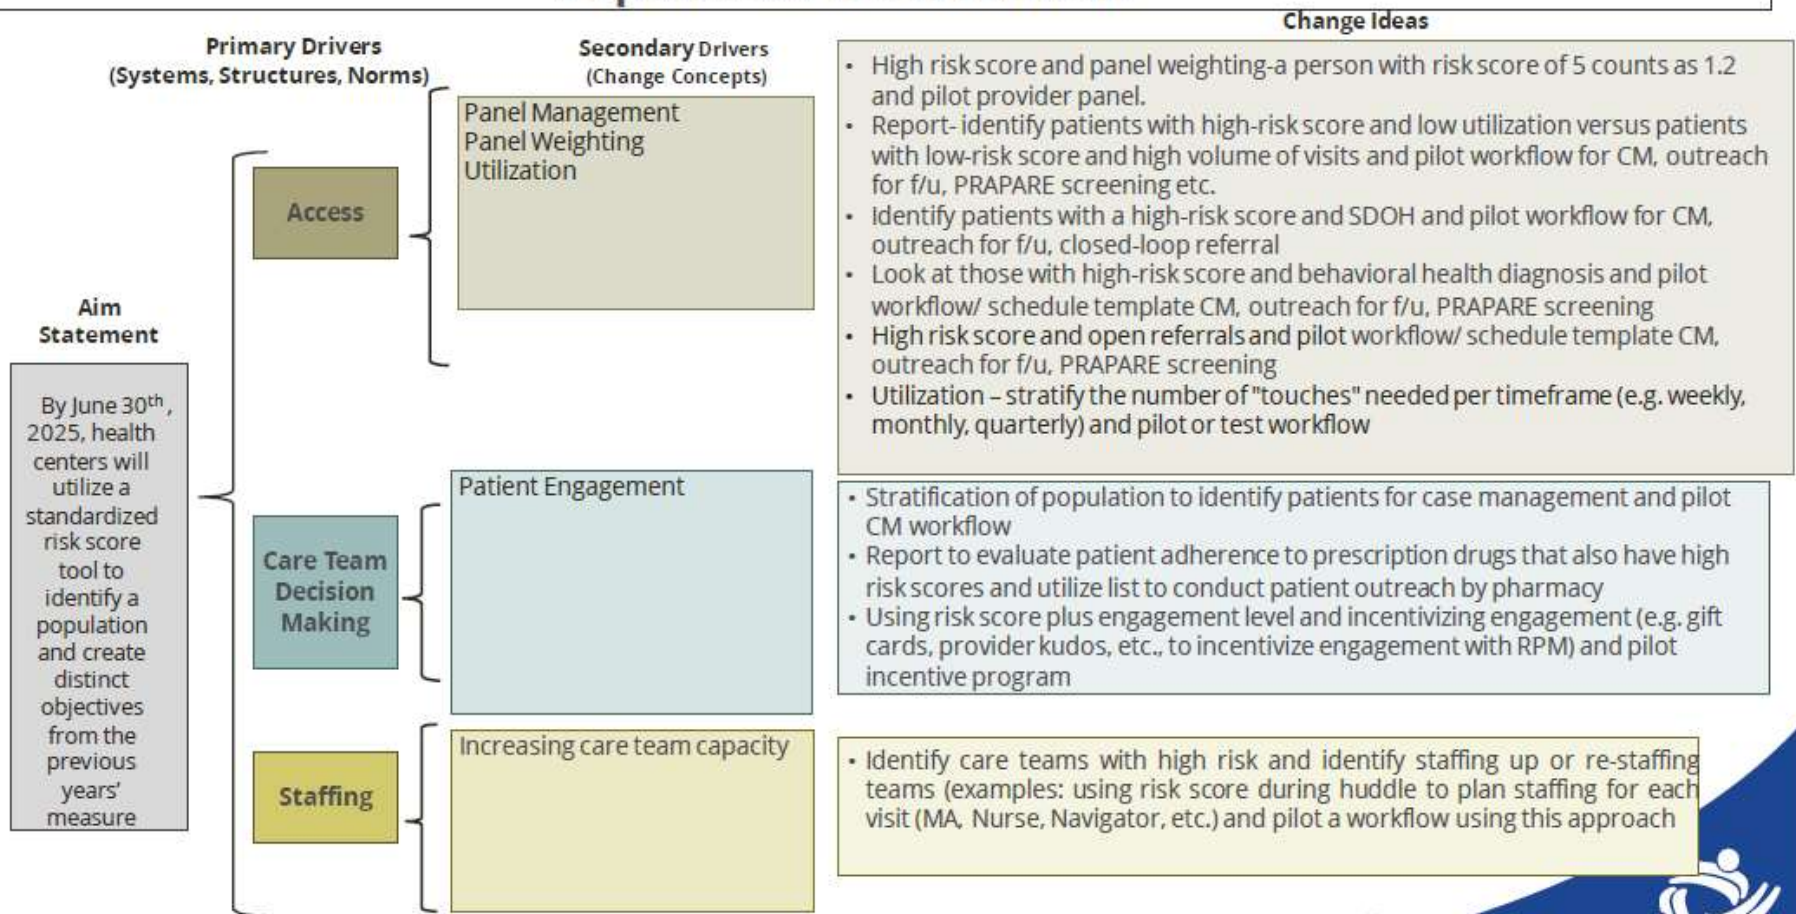 Change Ideas
Primary Drivers
(Systems, Structures, Norms)
Secondary Drivers
(Change Concepts)
Aim
Statement
By June 30th,
2025, health
centers will
utilize a
standardized
risk score
tool to
identify a
population
and create
distinct
objectives
from the
previous
years’
measure
Access
Panel Management
Panel Weighting
Utilization
• High risk score and panel weighting-a person with risk score of 5 counts as 1.2
and pilot provider panel.
• Report- identify patients with high-risk score and low utilization versus patients
with low-risk score and high volume of visits and pilot workflow for CM, outreach
for f/u, PRAPARE screening etc.
• Identify patients with a high-risk score and SDOH and pilot workflow for CM,
outreach for f/u, closed-loop referral
• Look at those with high-risk score and behavioral health diagnosis and pilot
workflow/ schedule template CM, outreach for f/u, PRAPARE screening
• High risk score and open referrals and pilot workflow/ schedule template CM,
outreach for f/u, PRAPARE screening
• Utilization – stratify the number of "touches" needed per timeframe (e.g. weekly,
monthly, quarterly) and pilot or test workflow
Care Team
Decision
Making
Patient Engagement
• Stratification of population to identify patients for case management and pilot
CM workflow
• Report to evaluate patient adherence to prescription drugs that also have high
risk scores and utilize list to conduct patient outreach by pharmacy
• Using risk score plus engagement level and incentivizing engagement (e.g. gift
cards, provider kudos, etc., to incentivize engagement with RPM) and pilot
incentive program
Staffing
Increasing care team capacity
• Identify care teams with high risk and identify staffing up or re-staffing
teams (examples: using risk score during huddle to plan staffing for each
visit (MA, Nurse, Navigator, etc.) and pilot a workflow using this approach